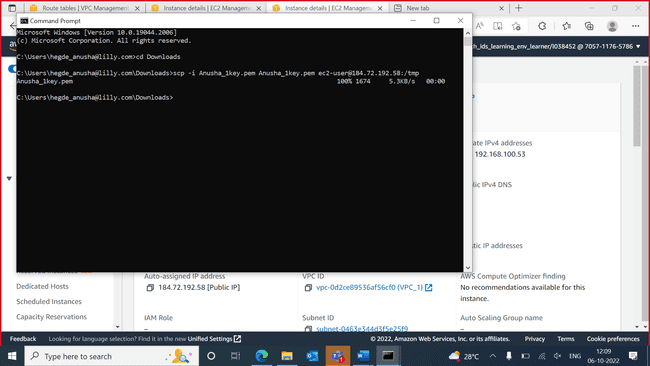 Route tables | VPC Management
Instance details | EC2 Manager
Instance details | EC2 Manager
New tab
Command Prompt
Microsoft Windows [Version 10.0.19044.2006]
(c) Microsoft Corporation. All rights reserved.
C:\Users\hegde_anusha@lilly.com>cd Downloads
C:\Users\hegde_anusha@lilly.com\Downloads>scp -i Anusha_1key.pem Anusha_1key.pem ec2-user@184.72.192.58:/tmp
Anusha_1key.pem 100% 1674 5.3KB/s 00:00
C:\Users\hegde_anusha@lilly.com\Downloads>
ch_ids_learning_env_learner/I038452 @ 7057-1176-5786
ate IPv4 addresses
192.168.100.53
lic IPv4 DNS
tic IP addresses
Dedicated Hosts
Scheduled Instances
Capacity Reservations
Auto-assigned IP address
184.72.192.58 [Public IP]
IAM Role
–
VPC ID
vpc-0d2ce89536af56cf0 (VPC_1)
Subnet ID
subnet-0463e344d3f5e25f9
AWS Compute Optimizer finding
No recommendations available for this
instance.
Auto Scaling Group name
–
Feedback
Looking for language selection? Find it in the new Unified Settings
© 2022, Amazon Web Services, Inc. or its affiliates.
Privacy
Terms
Cookie preferences
Type here to search
28°C
ENG
12:09
06-10-2022